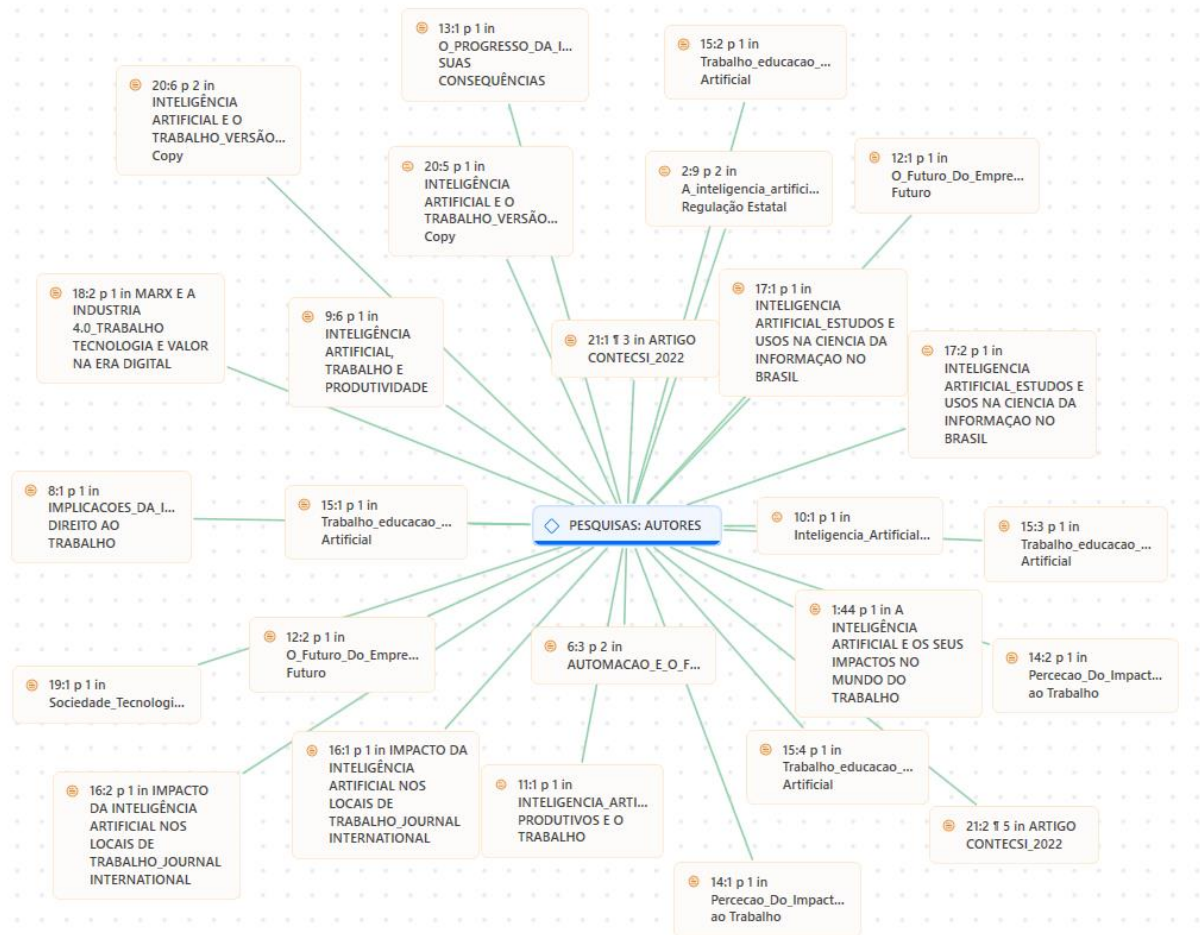 13:1 p 1 in
O_PROGRESSO_DA_I...
SUAS
CONSEQUÊNCIAS
15:2 p 1 in
Trabalho_educacao_...
Artificial
20:6 p 2 in
INTELIGÊNCIA
ARTIFICIAL E O
TRABALHO_VERSÃO...
Copy
20:5 p 1 in
INTELIGÊNCIA
ARTIFICIAL E O
TRABALHO_VERSÃO...
Copy
2:9 p 2 in
A_inteligencia_artifici...
Regulação Estatal
12:1 p 1 in
O_Futuro_Do_Empre...
Futuro
18:2 p 1 in MARX E A
INDUSTRIA
4.0_TRABALHO
TECNOLOGIA E VALOR
NA ERA DIGITAL
9:6 p 1 in
INTELIGÊNCIA
ARTIFICIAL,
TRABALHO E
PRODUTIVIDADE
21:1 ¶ 3 in ARTIGO
CONTECSI_2022
17:1 p 1 in
INTELIGENCIA
ARTIFICIAL_ESTUDOS E
USOS NA CIENCIA DA
INFORMAÇAO NO
BRASIL
17:2 p 1 in
INTELIGENCIA
ARTIFICIAL_ESTUDOS E
USOS NA CIENCIA DA
INFORMAÇAO NO
BRASIL
8:1 p 1 in
IMPLICACOES_DA_I...
DIREITO AO
TRABALHO
15:1 p 1 in
Trabalho_educacao_...
Artificial
PESQUISAS: AUTORES
10:1 p 1 in
Inteligencia_Artificial...
15:3 p 1 in
Trabalho_educacao_...
Artificial
12:2 p 1 in
O_Futuro_Do_Empre...
Futuro
6:3 p 2 in
AUTOMACAO_E_O_F...
1:44 p 1 in A
INTELIGÊNCIA
ARTIFICIAL E OS SEUS
IMPACTOS NO
MUNDO DO
TRABALHO
14:2 p 1 in
Percecao_Do_Impact...
ao Trabalho
19:1 p 1 in
Sociedade_Tecnologi...
16:1 p 1 in IMPACTO DA
INTELIGÊNCIA
ARTIFICIAL NOS
LOCAIS DE
TRABALHO_JOURNAL
INTERNATIONAL
15:4 p 1 in
Trabalho_educacao_...
Artificial
16:2 p 1 in IMPACTO
DA INTELIGÊNCIA
ARTIFICIAL NOS
LOCAIS DE
TRABALHO_JOURNAL
INTERNATIONAL
11:1 p 1 in
INTELIGENCIA_ARTI...
PRODUTIVOS E O
TRABALHO
21:2 ¶ 5 in ARTIGO
CONTECSI_2022
14:1 p 1 in
Percecao_Do_Impact...
ao Trabalho